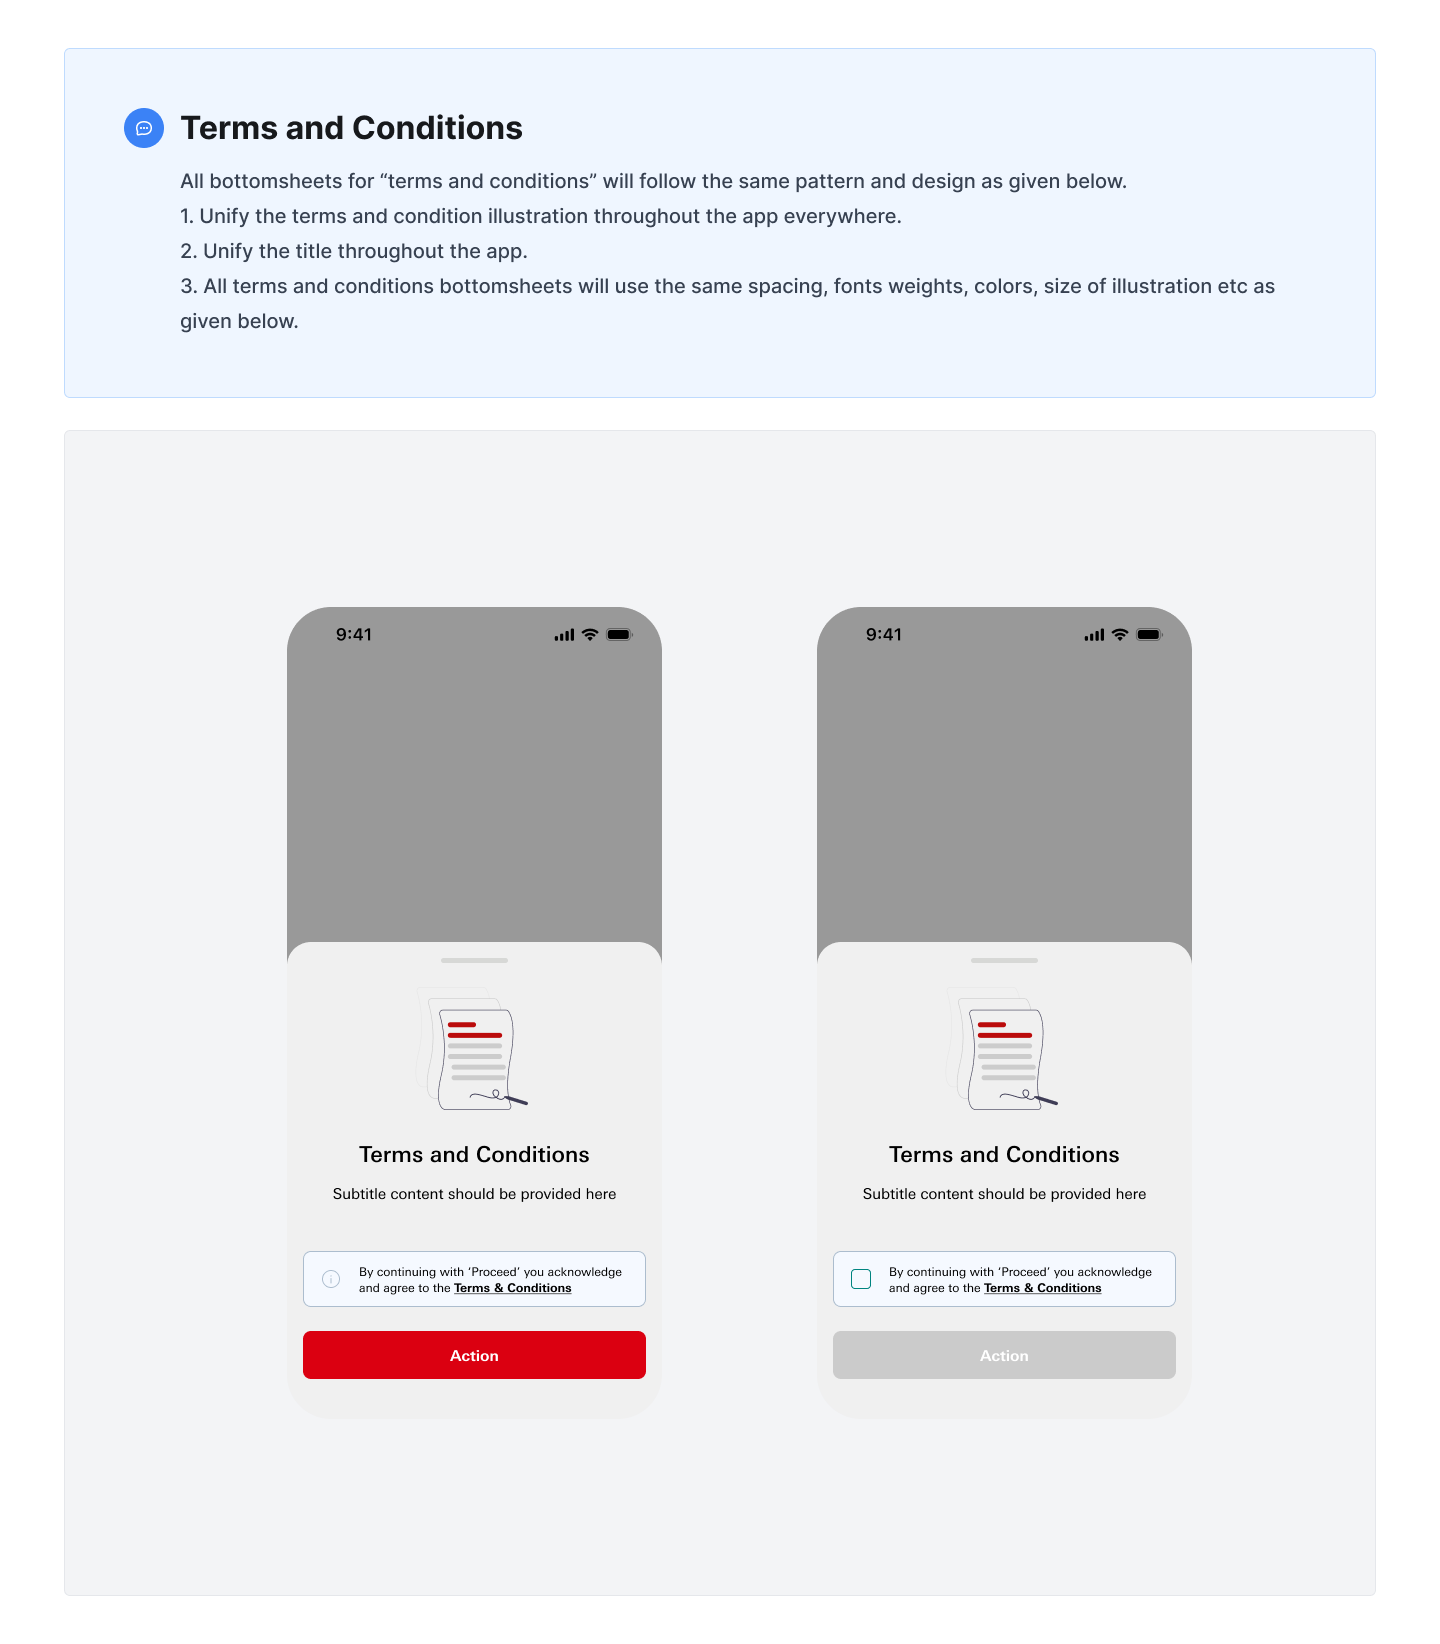 Terms and Conditions
All bottomsheets for “terms and conditions” will follow the same pattern and design as given below.
1. Unify the terms and condition illustration throughout the app everywhere.
2. Unify the title throughout the app.
3. All terms and conditions bottomsheets will use the same spacing, fonts weights, colors, size of illustration etc as
given below.
9:41
Terms and Conditions
Subtitle content should be provided here
By continuing with ‘Proceed’ you acknowledge
and agree to the Terms & Conditions
Action
9:41
Terms and Conditions
Subtitle content should be provided here
By continuing with ‘Proceed’ you acknowledge
and agree to the Terms & Conditions
Action